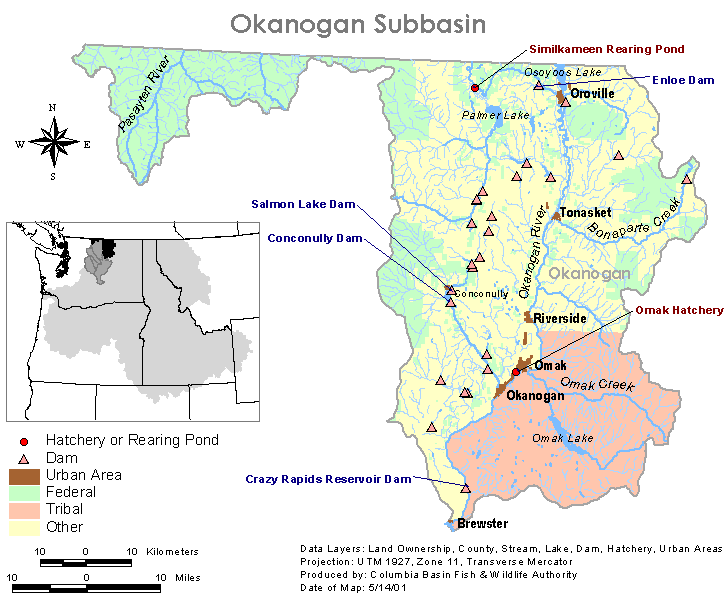 Okanogan Subbasin
Similkameen Rearing Pond
Osoyoos Lake
Enloe Dam
Oroville
Pasayten River
Palmer Lake
N
W E
S
Salmon Lake Dam
Tonasket
Bonaparte Creek
Conconully Dam
Okanogan River
Okanogan
Conconully
Riverside
Omak Hatchery
Omak
Omak Creek
Okanogan
Omak Lake
Hatchery or Rearing Pond
Dam
Urban Area
Federal
Tribal
Other
Crazy Rapids Reservoir Dam
Brewster
10 0 10 Kilometers
10 0 10 Miles
Data Layers: Land Ownership, County, Stream, Lake, Dam, Hatchery, Urban Areas
Projection: UTM 1927, Zone 11, Transverse Mercator
Produced by: Columbia Basin Fish & Wildlife Authority
Date of Map: 5/14/01